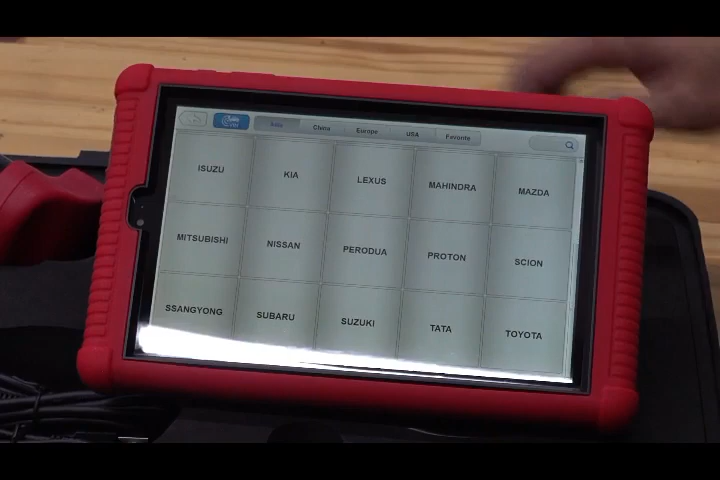 Asia China Europe USA Favorite
ISUZU KIA LEXUS MAHINDRA MAZDA
MITSUBISHI NISSAN PERODUA PROTON SCION
SSANGYONG SUBARU SUZUKI TATA TOYOTA